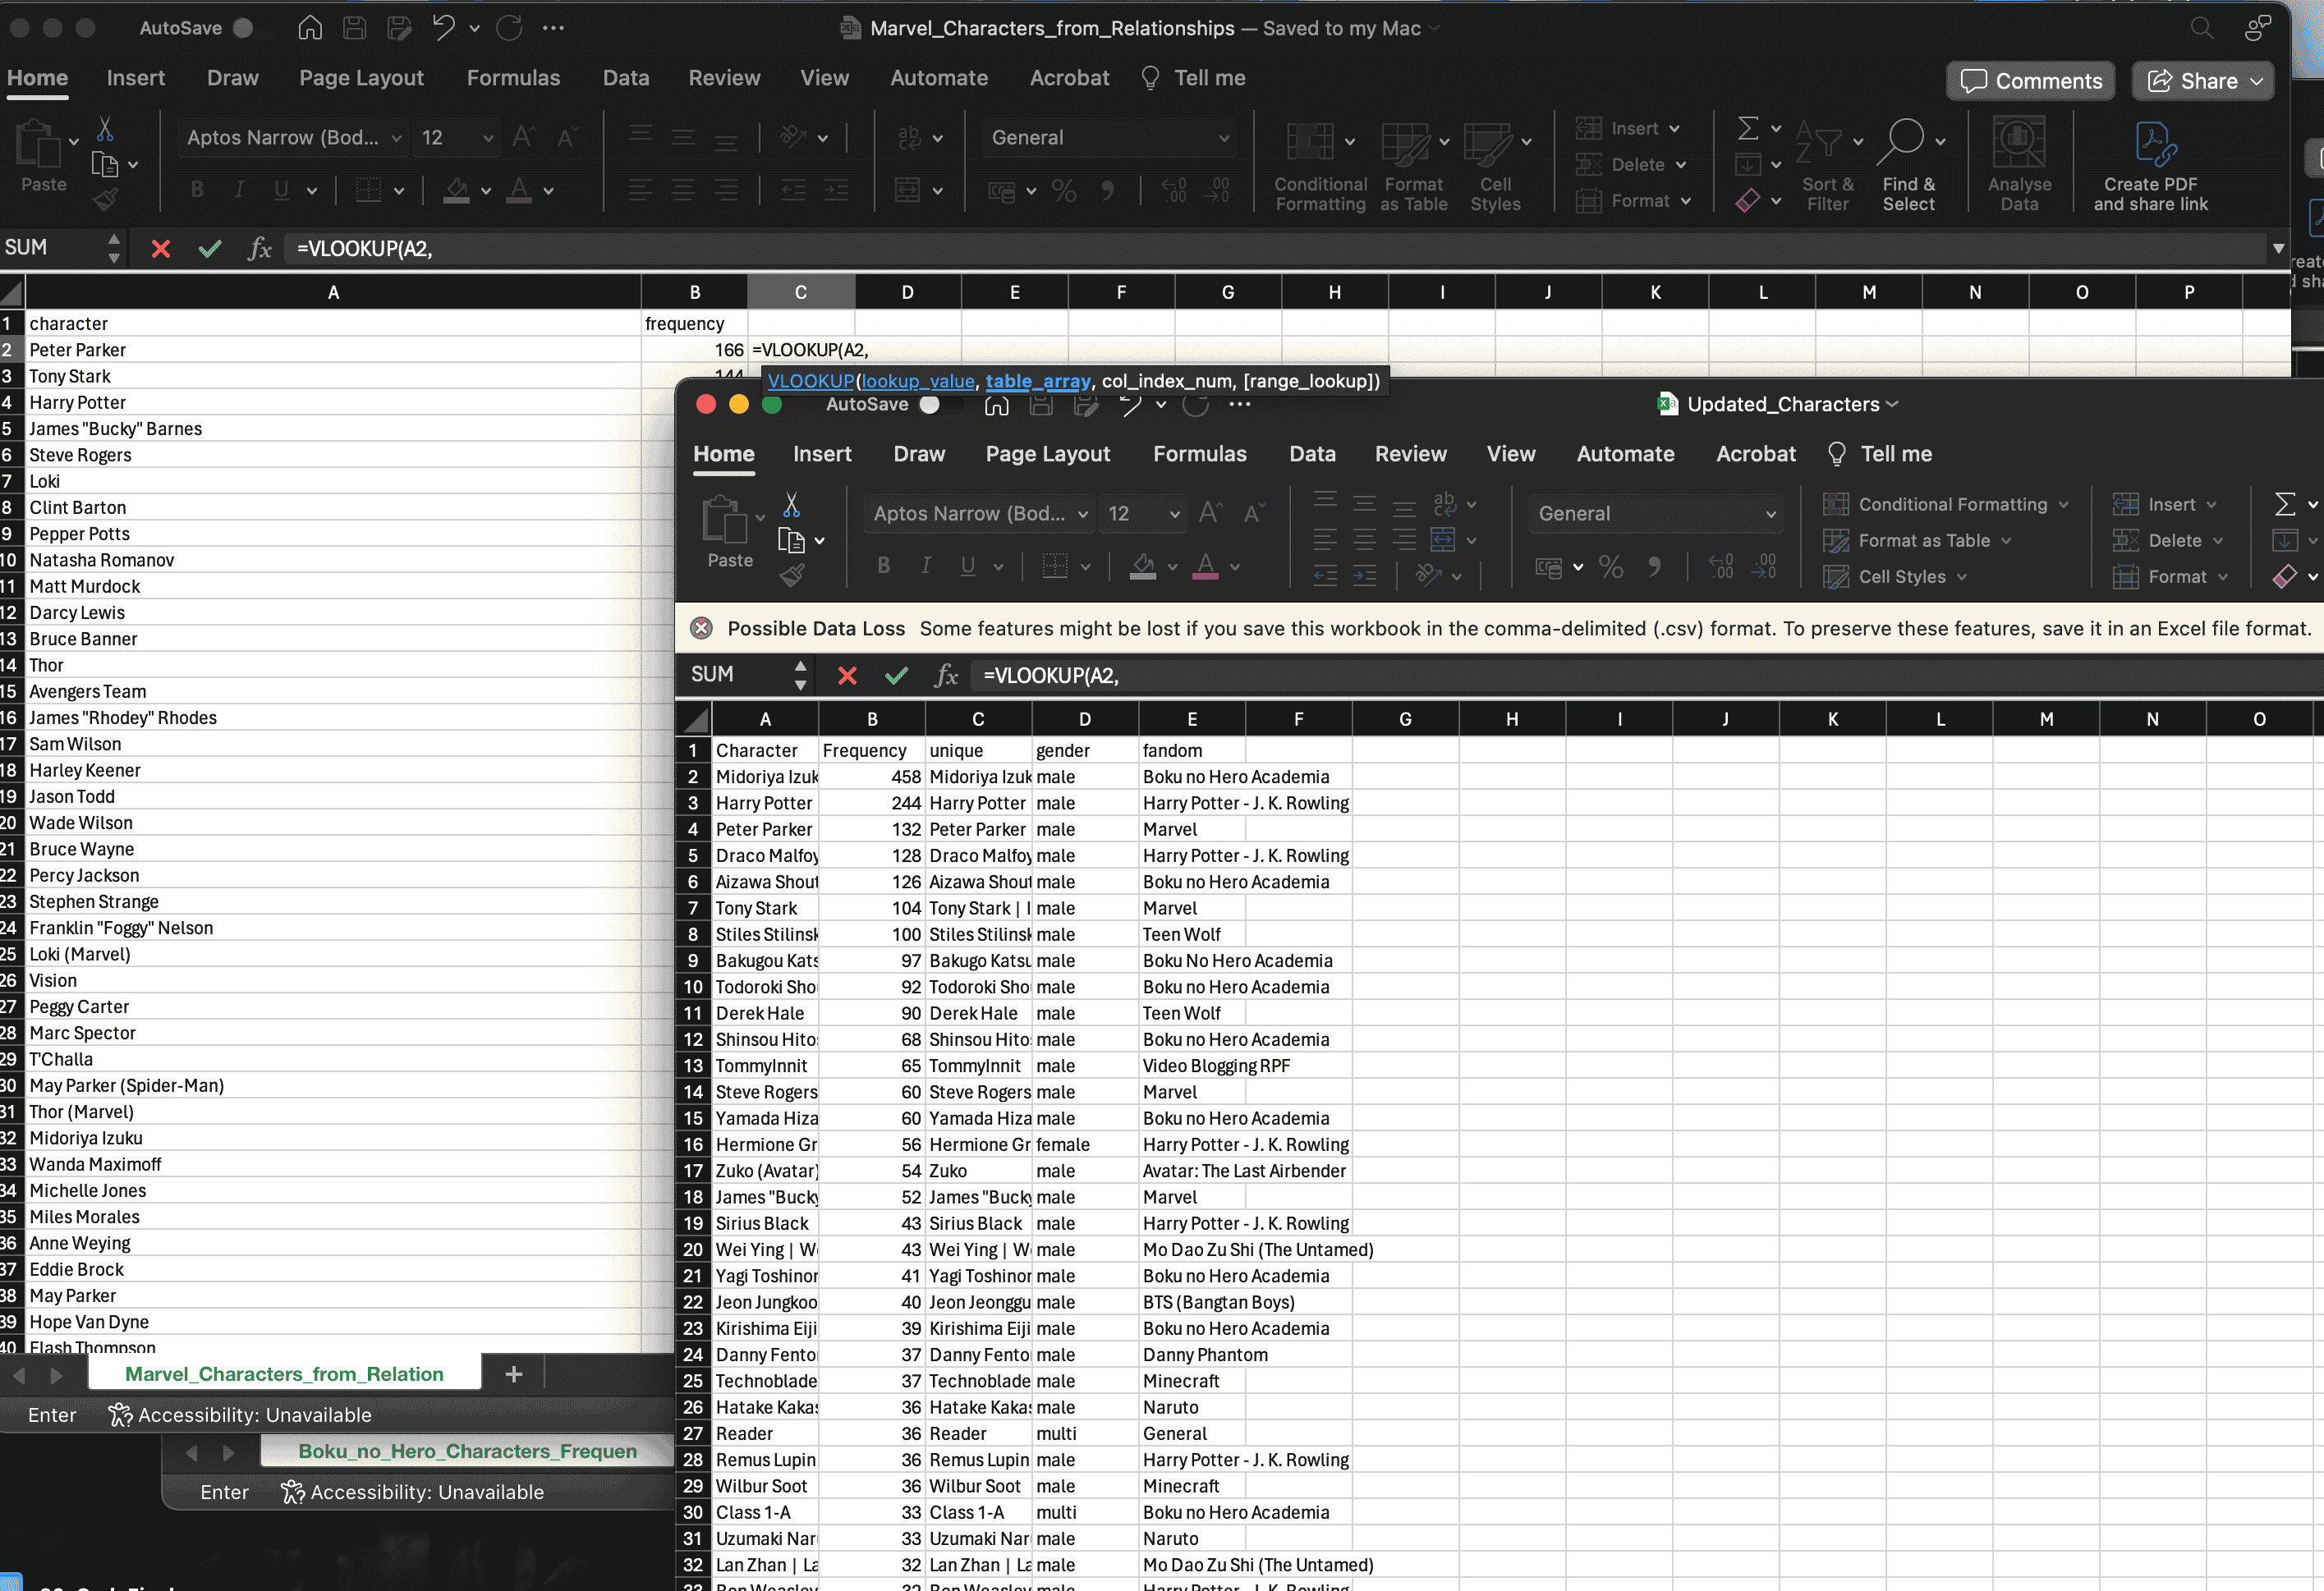 AutoSave
Marvel_Characters_from_Relationships — Saved to my Mac
Home Insert Draw Page Layout Formulas Data Review View Automate Acrobat Tell me
Comments Share
Paste
Aptos Narrow (Bod... 12
B I U
General
Conditional Formatting
Format as Table
Cell Styles
Insert
Delete
Format
Sort & Filter
Find & Select
Analyse Data
Create PDF and share link
SUM fx =VLOOKUP(A2,
A B C D E F G H I J K L M N O P
1 character frequency
2 Peter Parker 166 =VLOOKUP(A2,
VLOOKUP(lookup_value, table_array, col_index_num, [range_lookup])
3 Tony Stark 144
4 Harry Potter
5 James "Bucky" Barnes
6 Steve Rogers
7 Loki
8 Clint Barton
9 Pepper Potts
10 Natasha Romanov
11 Matt Murdock
12 Darcy Lewis
13 Bruce Banner
14 Thor
15 Avengers Team
16 James "Rhodey" Rhodes
17 Sam Wilson
18 Harley Keener
19 Jason Todd
20 Wade Wilson
21 Bruce Wayne
22 Percy Jackson
23 Stephen Strange
24 Franklin "Foggy" Nelson
25 Loki (Marvel)
26 Vision
27 Peggy Carter
28 Marc Spector
29 T'Challa
30 May Parker (Spider-Man)
31 Thor (Marvel)
32 Midoriya Izuku
33 Wanda Maximoff
34 Michelle Jones
35 Miles Morales
36 Anne Weying
37 Eddie Brock
38 May Parker
39 Hope Van Dyne
40 Flash Thompson
Marvel_Characters_from_Relation +
Enter Accessibility: Unavailable
Boku_no_Hero_Characters_Frequen
Enter Accessibility: Unavailable
AutoSave
Updated_Characters
Home Insert Draw Page Layout Formulas Data Review View Automate Acrobat Tell me
Paste
Aptos Narrow (Bod... 12
B I U
General
Conditional Formatting
Format as Table
Cell Styles
Insert
Delete
Format
Possible Data Loss Some features might be lost if you save this workbook in the comma-delimited (.csv) format. To preserve these features, save it in an Excel file format.
SUM fx =VLOOKUP(A2,
A B C D E F G H I J K L M N O
1 Character Frequency unique gender fandom
2 Midoriya Izuk 458 Midoriya Izuk male Boku no Hero Academia
3 Harry Potter 244 Harry Potter male Harry Potter - J. K. Rowling
4 Peter Parker 132 Peter Parker male Marvel
5 Draco Malfoy 128 Draco Malfoy male Harry Potter - J. K. Rowling
6 Aizawa Shout 126 Aizawa Shout male Boku no Hero Academia
7 Tony Stark 104 Tony Stark | I male Marvel
8 Stiles Stilinsk 100 Stiles Stilinsk male Teen Wolf
9 Bakugou Kats 97 Bakugo Katsu male Boku No Hero Academia
10 Todoroki Sho 92 Todoroki Sho male Boku no Hero Academia
11 Derek Hale 90 Derek Hale male Teen Wolf
12 Shinsou Hito 68 Shinsou Hito male Boku no Hero Academia
13 TommyInnit 65 TommyInnit male Video Blogging RPF
14 Steve Rogers 60 Steve Rogers male Marvel
15 Yamada Hiza 60 Yamada Hiza male Boku no Hero Academia
16 Hermione Gr 56 Hermione Gr female Harry Potter - J. K. Rowling
17 Zuko (Avatar) 54 Zuko male Avatar: The Last Airbender
18 James "Bucky 52 James "Bucky male Marvel
19 Sirius Black 43 Sirius Black male Harry Potter - J. K. Rowling
20 Wei Ying | W 43 Wei Ying | W male Mo Dao Zu Shi (The Untamed)
21 Yagi Toshinor 41 Yagi Toshinor male Boku no Hero Academia
22 Jeon Jungkoo 40 Jeon Jeonggu male BTS (Bangtan Boys)
23 Kirishima Eiji 39 Kirishima Eiji male Boku no Hero Academia
24 Danny Fento 37 Danny Fento male Danny Phantom
25 Technoblade 37 Technoblade male Minecraft
26 Hatake Kakas 36 Hatake Kakas male Naruto
27 Reader 36 Reader multi General
28 Remus Lupin 36 Remus Lupin male Harry Potter - J. K. Rowling
29 Wilbur Soot 36 Wilbur Soot male Minecraft
30 Class 1-A 33 Class 1-A multi Boku no Hero Academia
31 Uzumaki Nar 33 Uzumaki Nar male Naruto
32 Lan Zhan | La 32 Lan Zhan | La male Mo Dao Zu Shi (The Untamed)
33 Ron Weasley 32 Ron Weasley male Harry Potter - J. K. Rowling